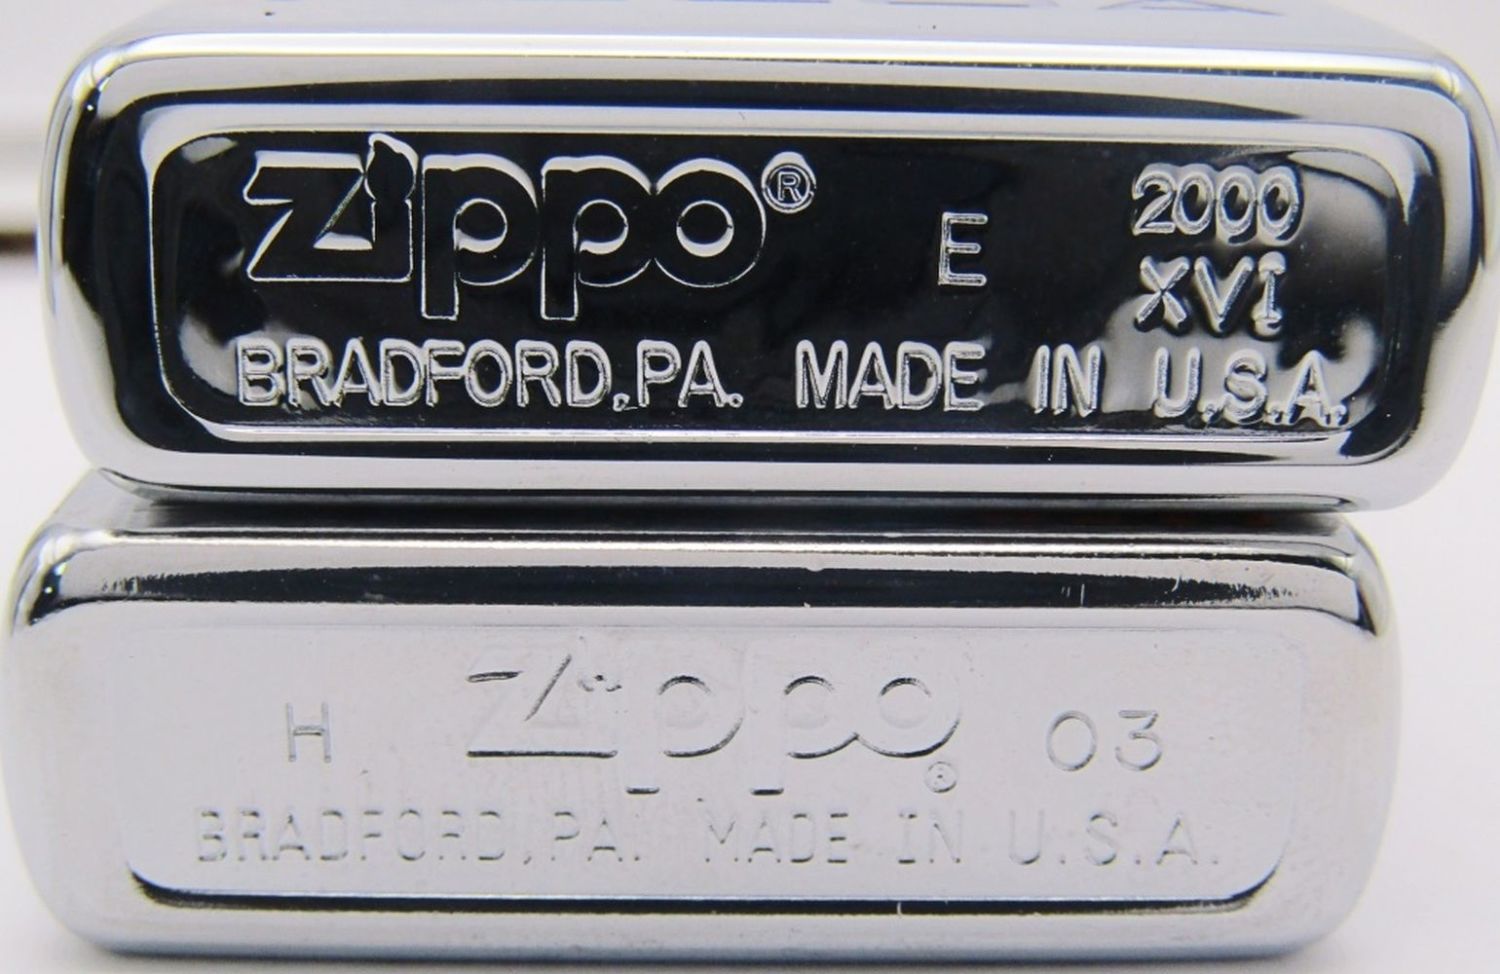 Zippo® E 2000
XVI
BRADFORD, PA. MADE IN U.S.A.
H Zippo® 03
BRADFORD, PA. MADE IN U.S.A.